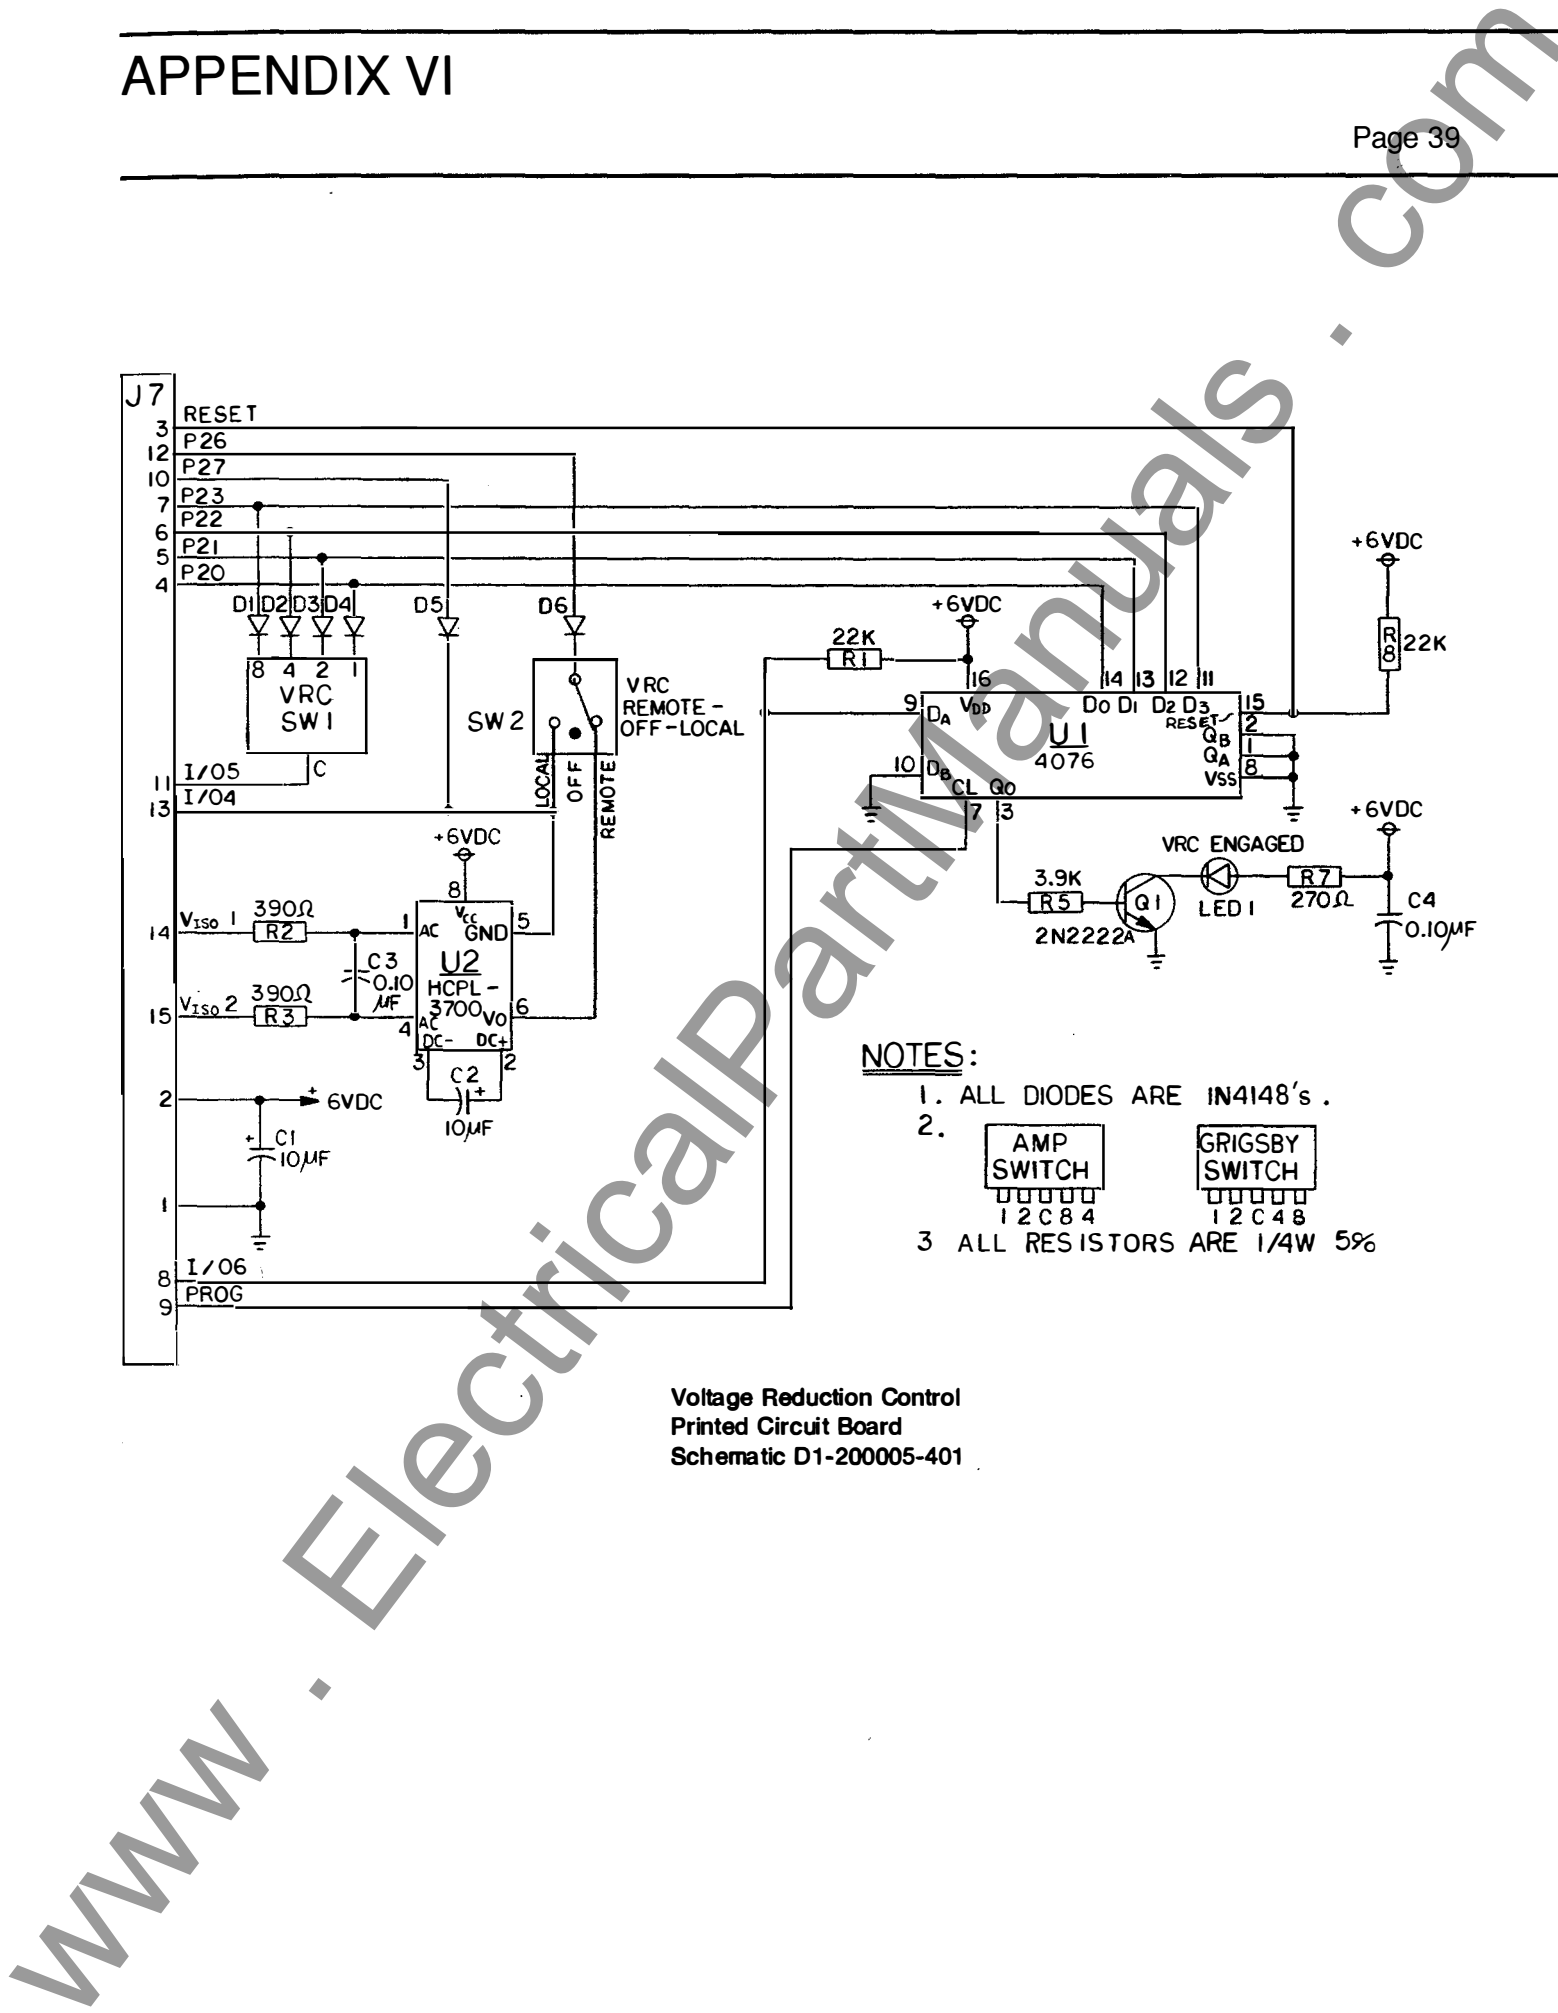 APPENDIX VI
Page 39
J7
3 RESET
12 P26
10 P27
7 P23
6 P22
5 P21
4 P20
D1 D2 D3 D4 D5 D6
8 4 2 1
VRC
SW1
C
11 I/05
13 I/04
SW2
VRC
REMOTE-
OFF-LOCAL
LOCAL
OFF
REMOTE
+6VDC
22K
R1
16
14 13 12 11
9 DA VDD D0 D1 D2 D3 15
RESET
U1
4076
10 DB
QB 2
QA 1
VSS 8
CL Q0
7 3
+6VDC
R8
22K
+6VDC
8
VCC
14 VISO 1
390Ω
R2
1 AC
GND 5
C3
0.10
µF
U2
HCPL-
3700
15 VISO 2
390Ω
R3
4 AC
VO 6
DC- DC+
3 2
C2
+
10µF
VRC ENGAGED
LED1
3.9K
R5
Q1
2N2222A
R7
270Ω
+6VDC
C4
0.10µF
2
+ 6VDC
+ C1
10µF
1
8 I/06
9 PROG
NOTES:
1. ALL DIODES ARE 1N4148's.
2.
AMP
SWITCH
1 2 C 8 4
GRIGSBY
SWITCH
1 2 C 4 8
3 ALL RESISTORS ARE 1/4W 5%
Voltage Reduction Control
Printed Circuit Board
Schematic D1-200005-401
www . ElectricalPartManuals . com